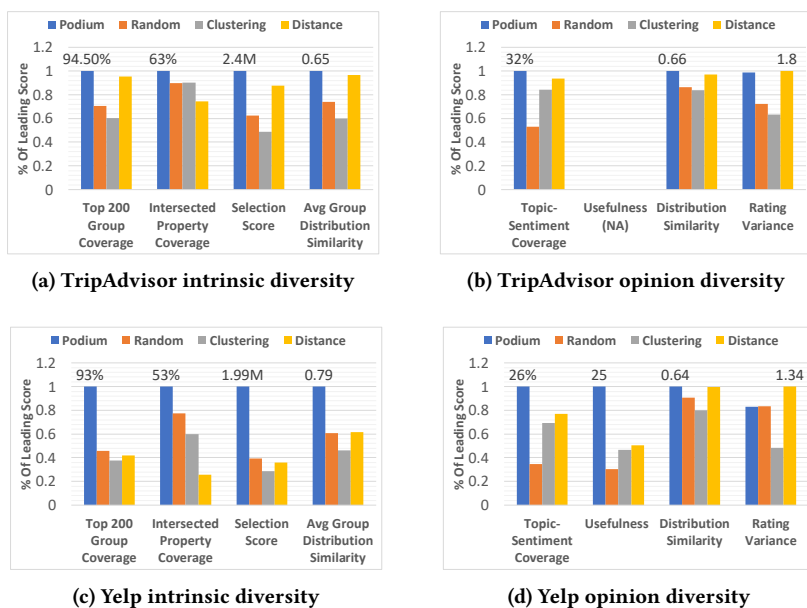 Podium Random Clustering Distance
% Of Leading Score
1.2
1
0.8
0.6
0.4
0.2
0
94.50% 63% 2.4M 0.65
Top 200 Group Coverage
Intersected Property Coverage
Selection Score
Avg Group Distribution Similarity
(a) TripAdvisor intrinsic diversity
Podium Random Clustering Distance
% Of Leading Score
1.2
1
0.8
0.6
0.4
0.2
0
32% 0.66 1.8
Topic-Sentiment Coverage
Usefulness (NA)
Distribution Similarity
Rating Variance
(b) TripAdvisor opinion diversity
Podium Random Clustering Distance
% Of Leading Score
1.2
1
0.8
0.6
0.4
0.2
0
93% 53% 1.99M 0.79
Top 200 Group Coverage
Intersected Property Coverage
Selection Score
Avg Group Distribution Similarity
(c) Yelp intrinsic diversity
Podium Random Clustering Distance
% Of Leading Score
1.2
1
0.8
0.6
0.4
0.2
0
26% 25 0.64 1.34
Topic-Sentiment Coverage
Usefulness
Distribution Similarity
Rating Variance
(d) Yelp opinion diversity